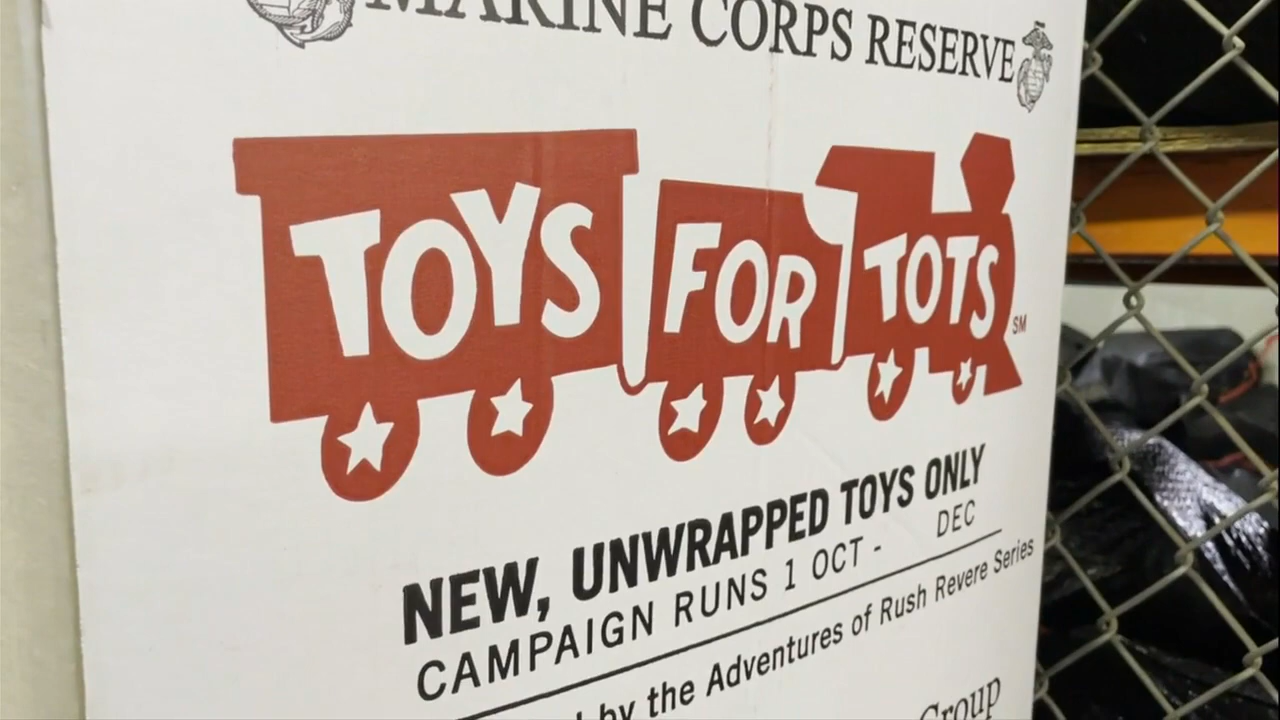 MARINE CORPS RESERVE
TOYS FOR TOTS SM
NEW, UNWRAPPED TOYS ONLY
CAMPAIGN RUNS 1 OCT - DEC
by the Adventures of Rush Revere Series
Group